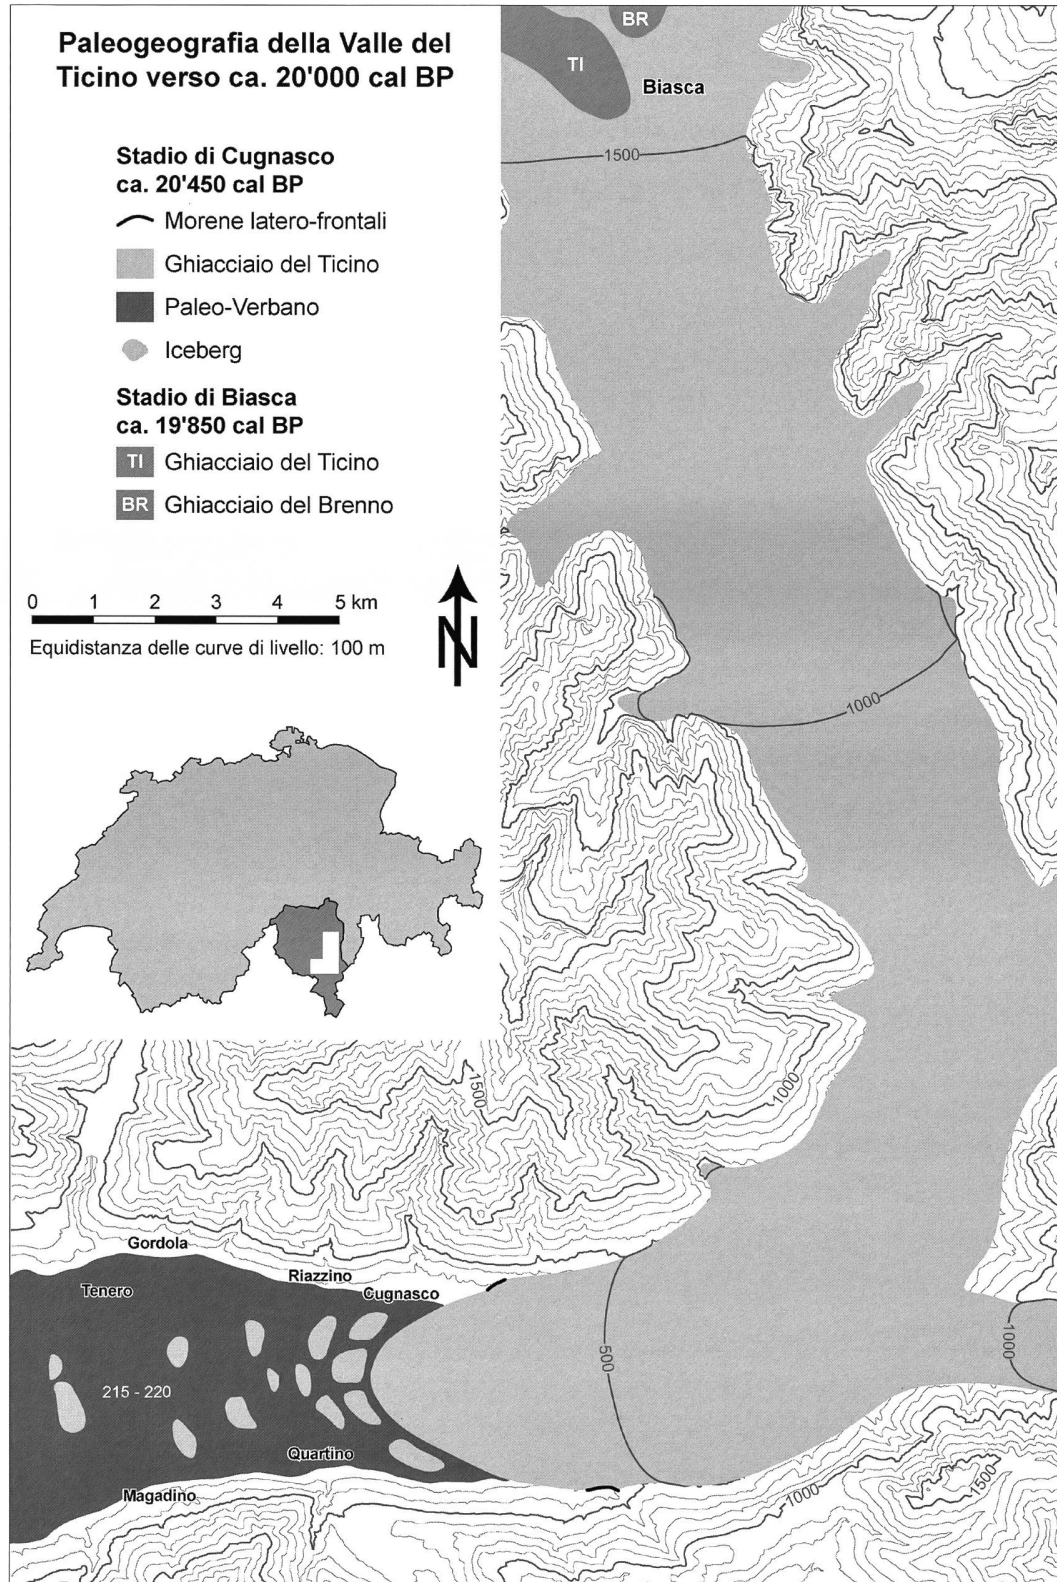 Paleogeografia della Valle del
Ticino verso ca. 20'000 cal BP
Stadio di Cugnasco
ca. 20'450 cal BP
Morene latero-frontali
Ghiacciaio del Ticino
Paleo-Verbano
Iceberg
Stadio di Biasca
ca. 19'850 cal BP
TI Ghiacciaio del Ticino
BR Ghiacciaio del Brenno
0 1 2 3 4 5 km
Equidistanza delle curve di livello: 100 m
N
BR
TI
Biasca
1500
1000
1500
1000
Gordola
Tenero
Riazzino
Cugnasco
215 - 220
500
1000
Quartino
Magadino
1000
1500